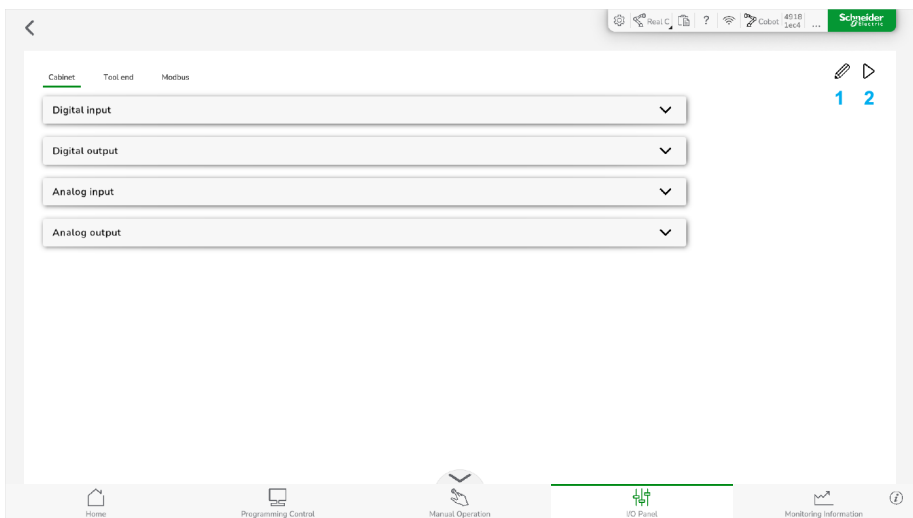 Real C
?
Cobot
4918
1ec4
...
Schneider
Electric
Cabinet
Tool end
Modbus
1 2
Digital input
Digital output
Analog input
Analog output
Home
Programming Control
Manual Operation
I/O Panel
Monitoring Information
i